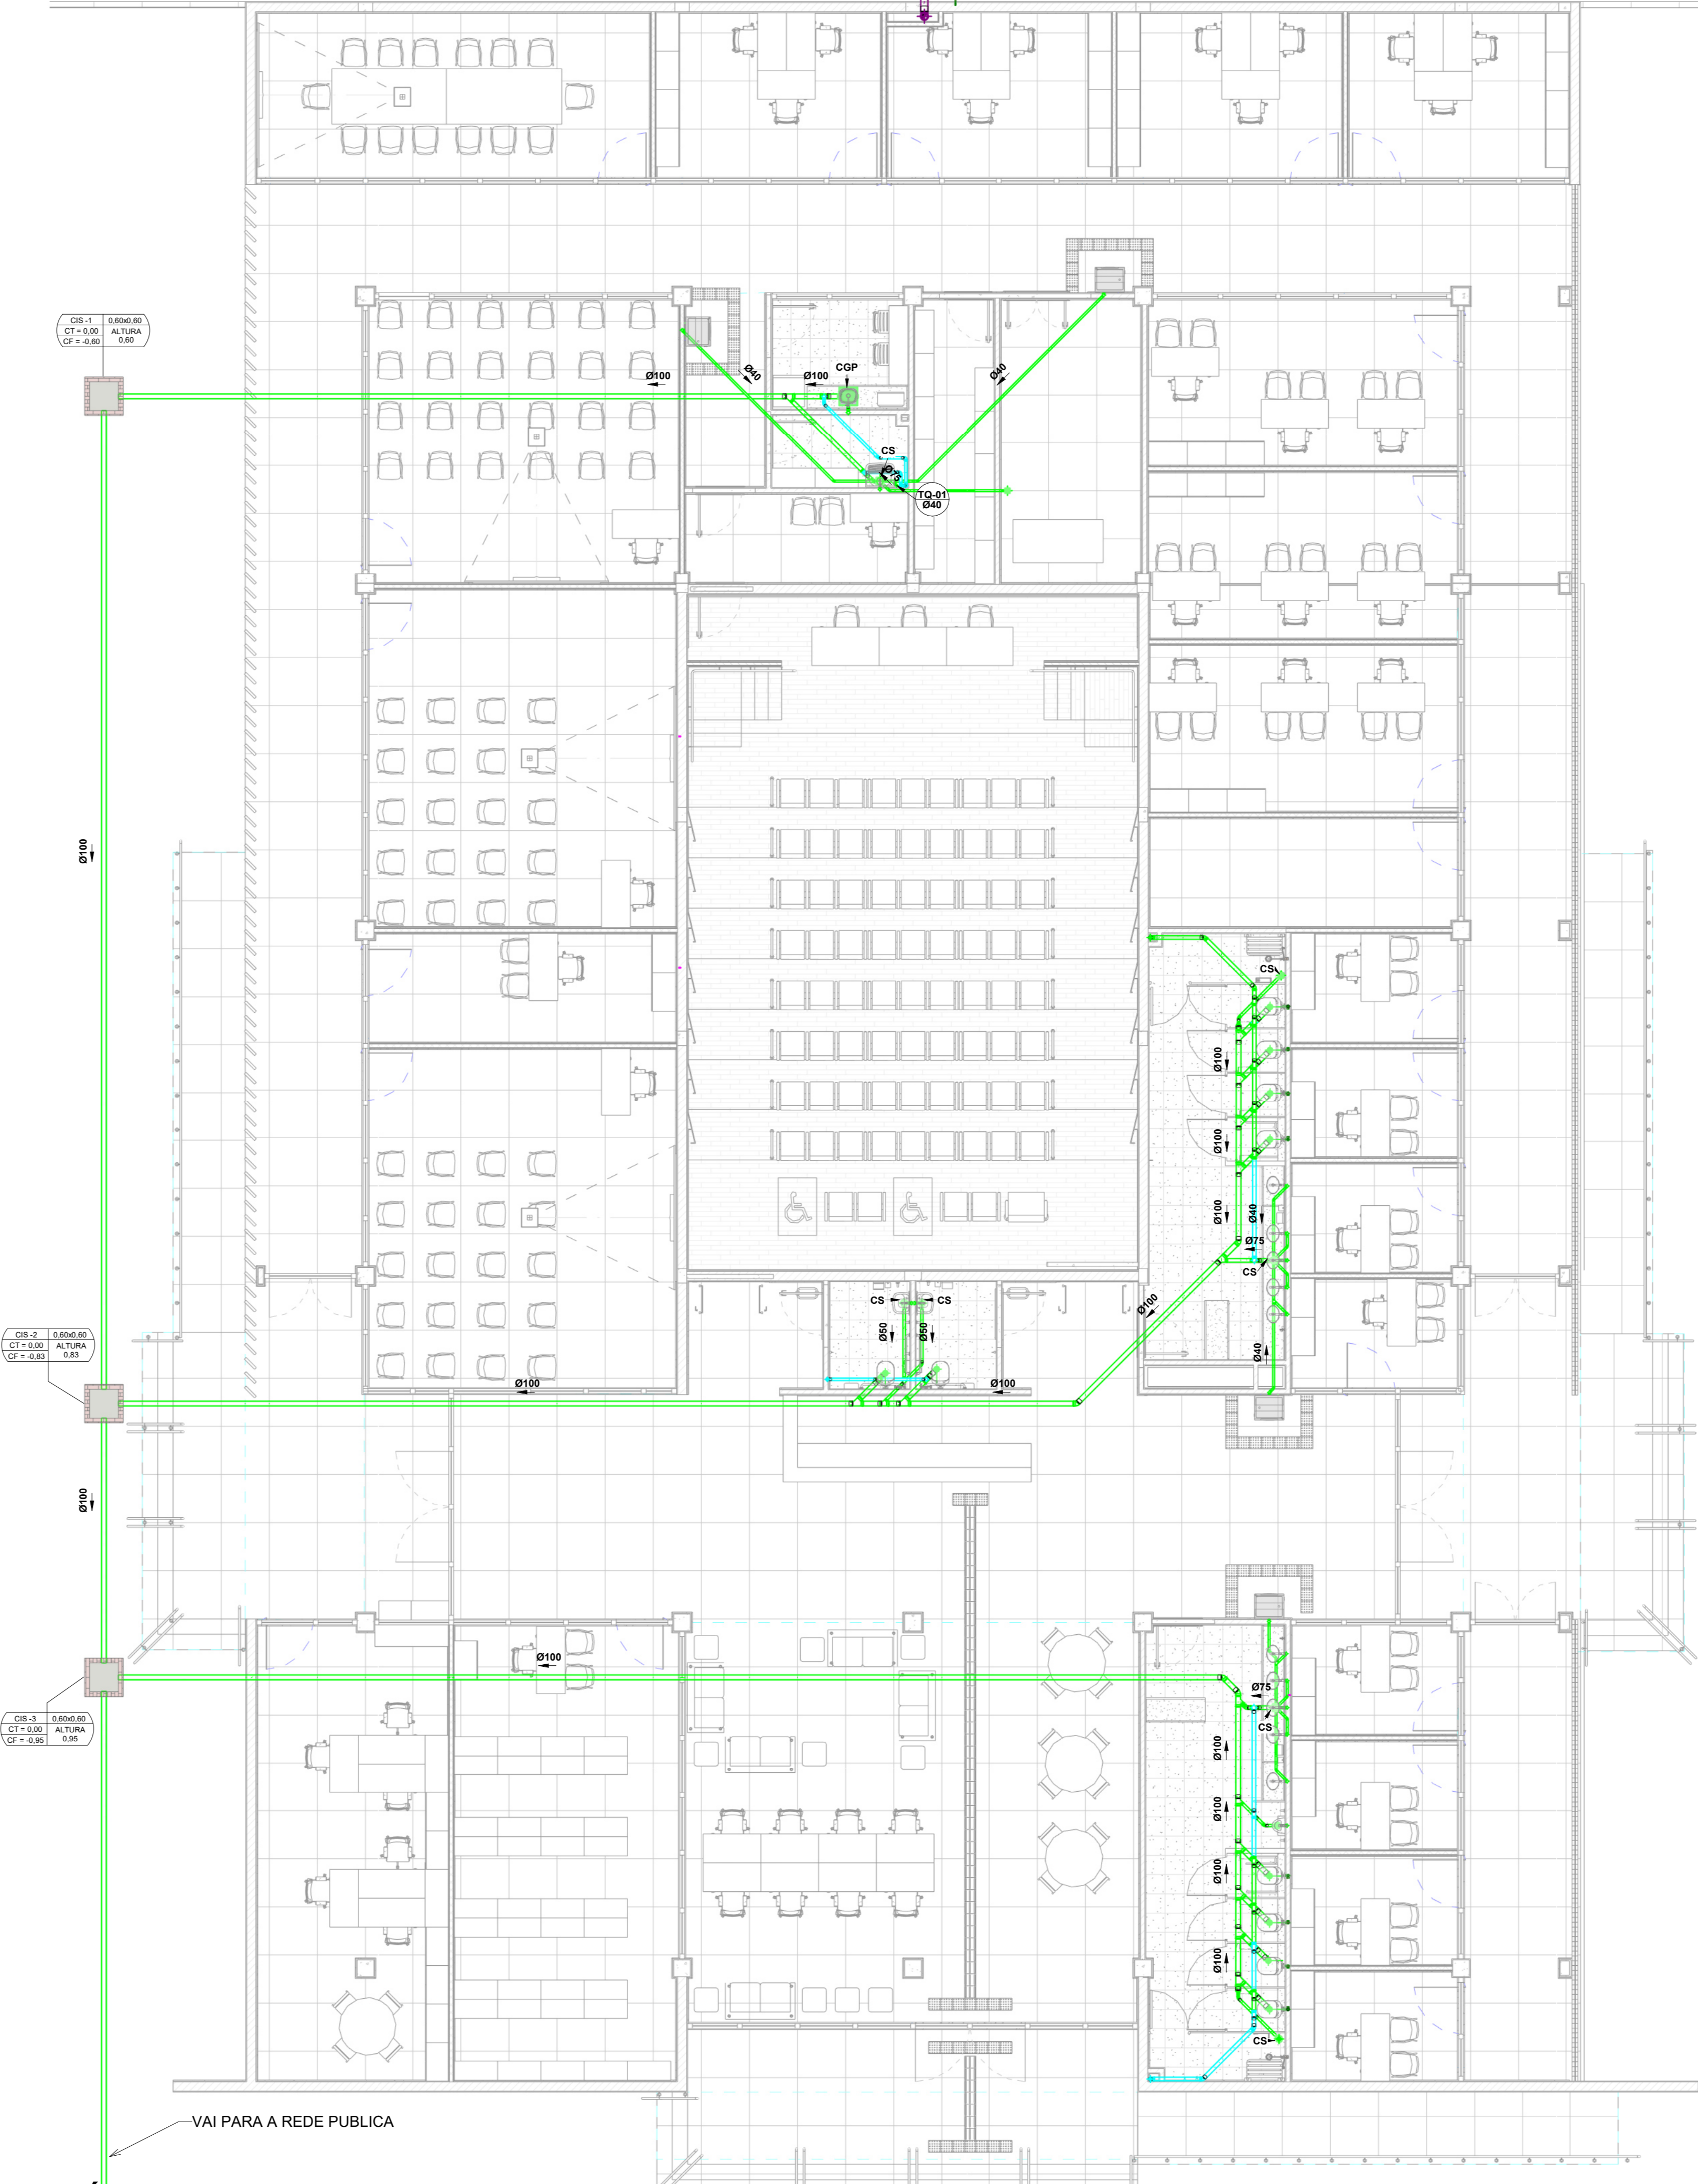 CIS -1 0,60x0,60
CT = 0,00 ALTURA
CF = -0,60 0,60
Ø100
Ø40
Ø100
CGP
Ø40
CS
Ø75
TQ-01
Ø40
Ø100
CS
Ø100
Ø100
Ø100
Ø40
Ø75
CS
Ø100
CS
CS
Ø50
Ø50
Ø40
CIS -2 0,60x0,60
CT = 0,00 ALTURA
CF = -0,83 0,83
Ø100
Ø100
Ø100
Ø100
Ø75
CS
CIS -3 0,60x0,60
CT = 0,00 ALTURA
CF = -0,95 0,95
Ø100
Ø100
Ø100
Ø100
CS
VAI PARA A REDE PUBLICA